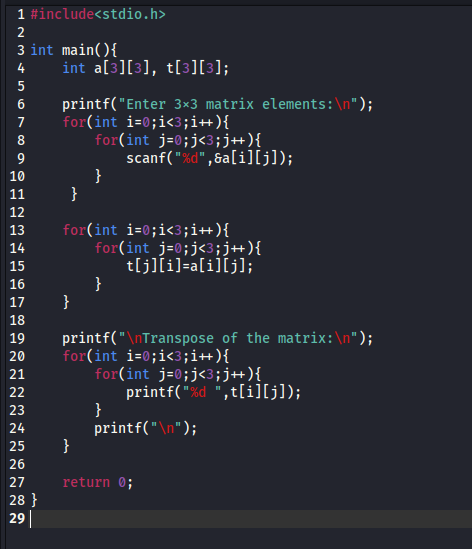 1 #include<stdio.h>
2
3 int main(){
4     int a[3][3], t[3][3];
5
6     printf("Enter 3×3 matrix elements:\n");
7     for(int i=0;i<3;i++){
8         for(int j=0;j<3;j++){
9             scanf("%d",&a[i][j]);
10         }
11      }
12
13     for(int i=0;i<3;i++){
14         for(int j=0;j<3;j++){
15             t[j][i]=a[i][j];
16         }
17     }
18
19     printf("\nTranspose of the matrix:\n");
20     for(int i=0;i<3;i++){
21         for(int j=0;j<3;j++){
22             printf("%d ",t[i][j]);
23         }
24         printf("\n");
25     }
26
27     return 0;
28 }
29